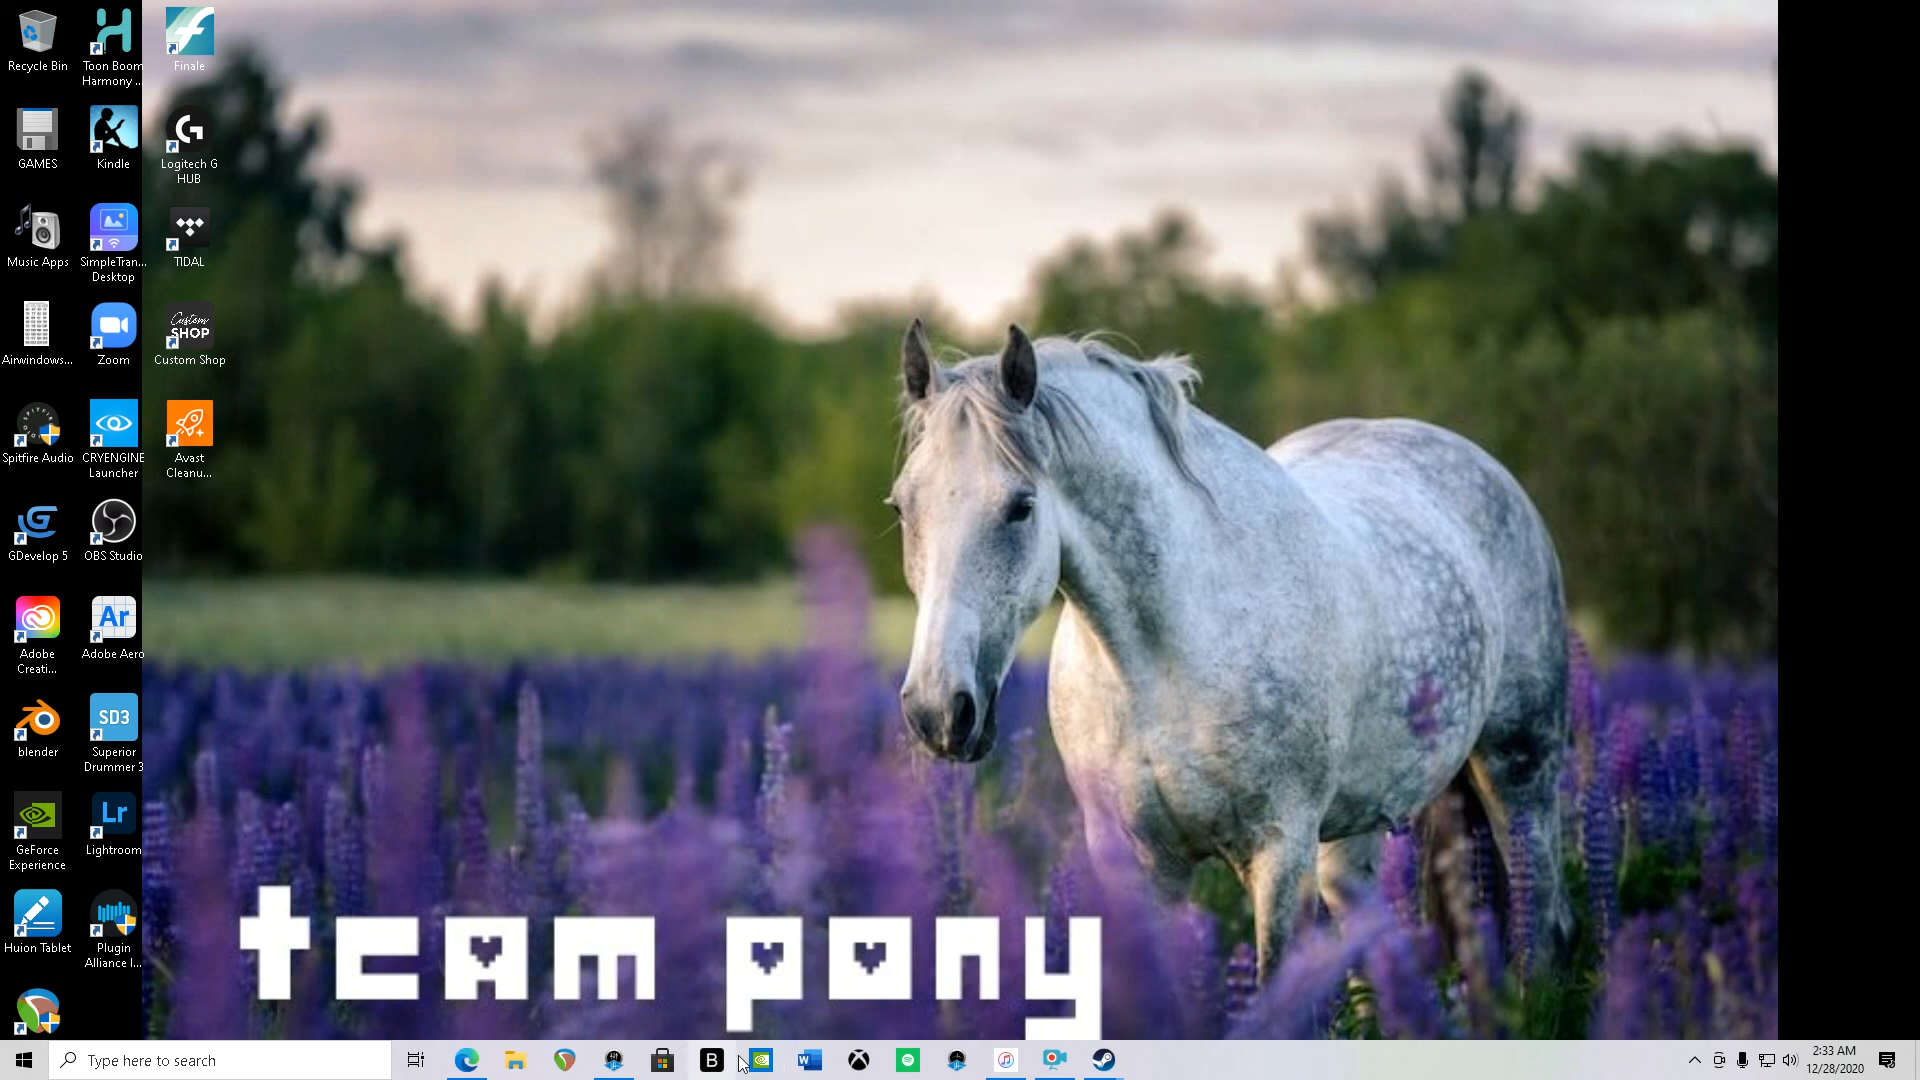 Recycle Bin
Toon Boom
Harmony ...
Finale
GAMES
Kindle
Logitech G
HUB
Music Apps
SimpleTran...
Desktop
TIDAL
Airwindows...
Zoom
Custom
SHOP
Custom Shop
Spitfire Audio
CRYENGINE
Launcher
Avast
Cleanu...
GDevelop 5
OBS Studio
Adobe
Creati...
Ar
Adobe Aero
blender
SD3
Superior
Drummer 3
GeForce
Experience
Lr
Lightroom
Huion Tablet
Plugin
Alliance I...
team pony
Type here to search
B
W
2:33 AM
12/28/2020